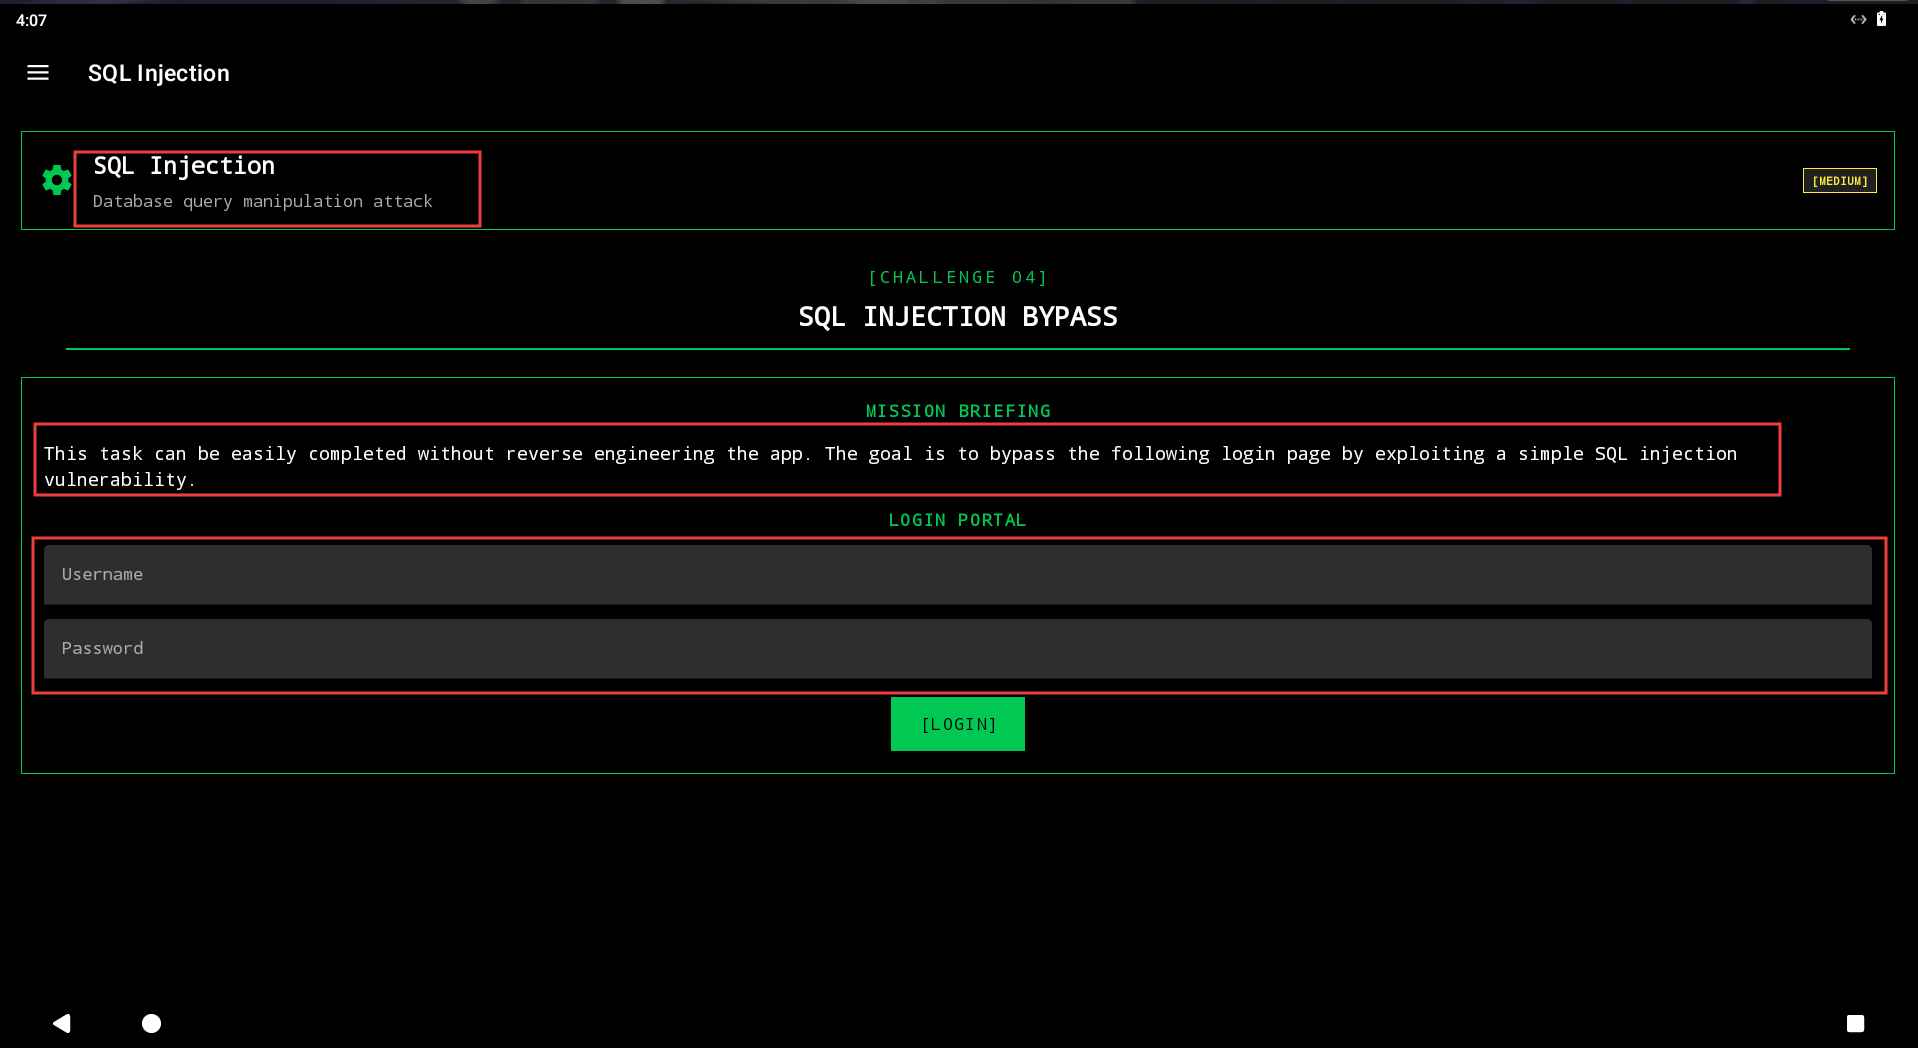 4:07
SQL Injection
SQL Injection
Database query manipulation attack
[MEDIUM]
[CHALLENGE 04]
SQL INJECTION BYPASS
MISSION BRIEFING
This task can be easily completed without reverse engineering the app. The goal is to bypass the following login page by exploiting a simple SQL injection
vulnerability.
LOGIN PORTAL
Username
Password
[LOGIN]